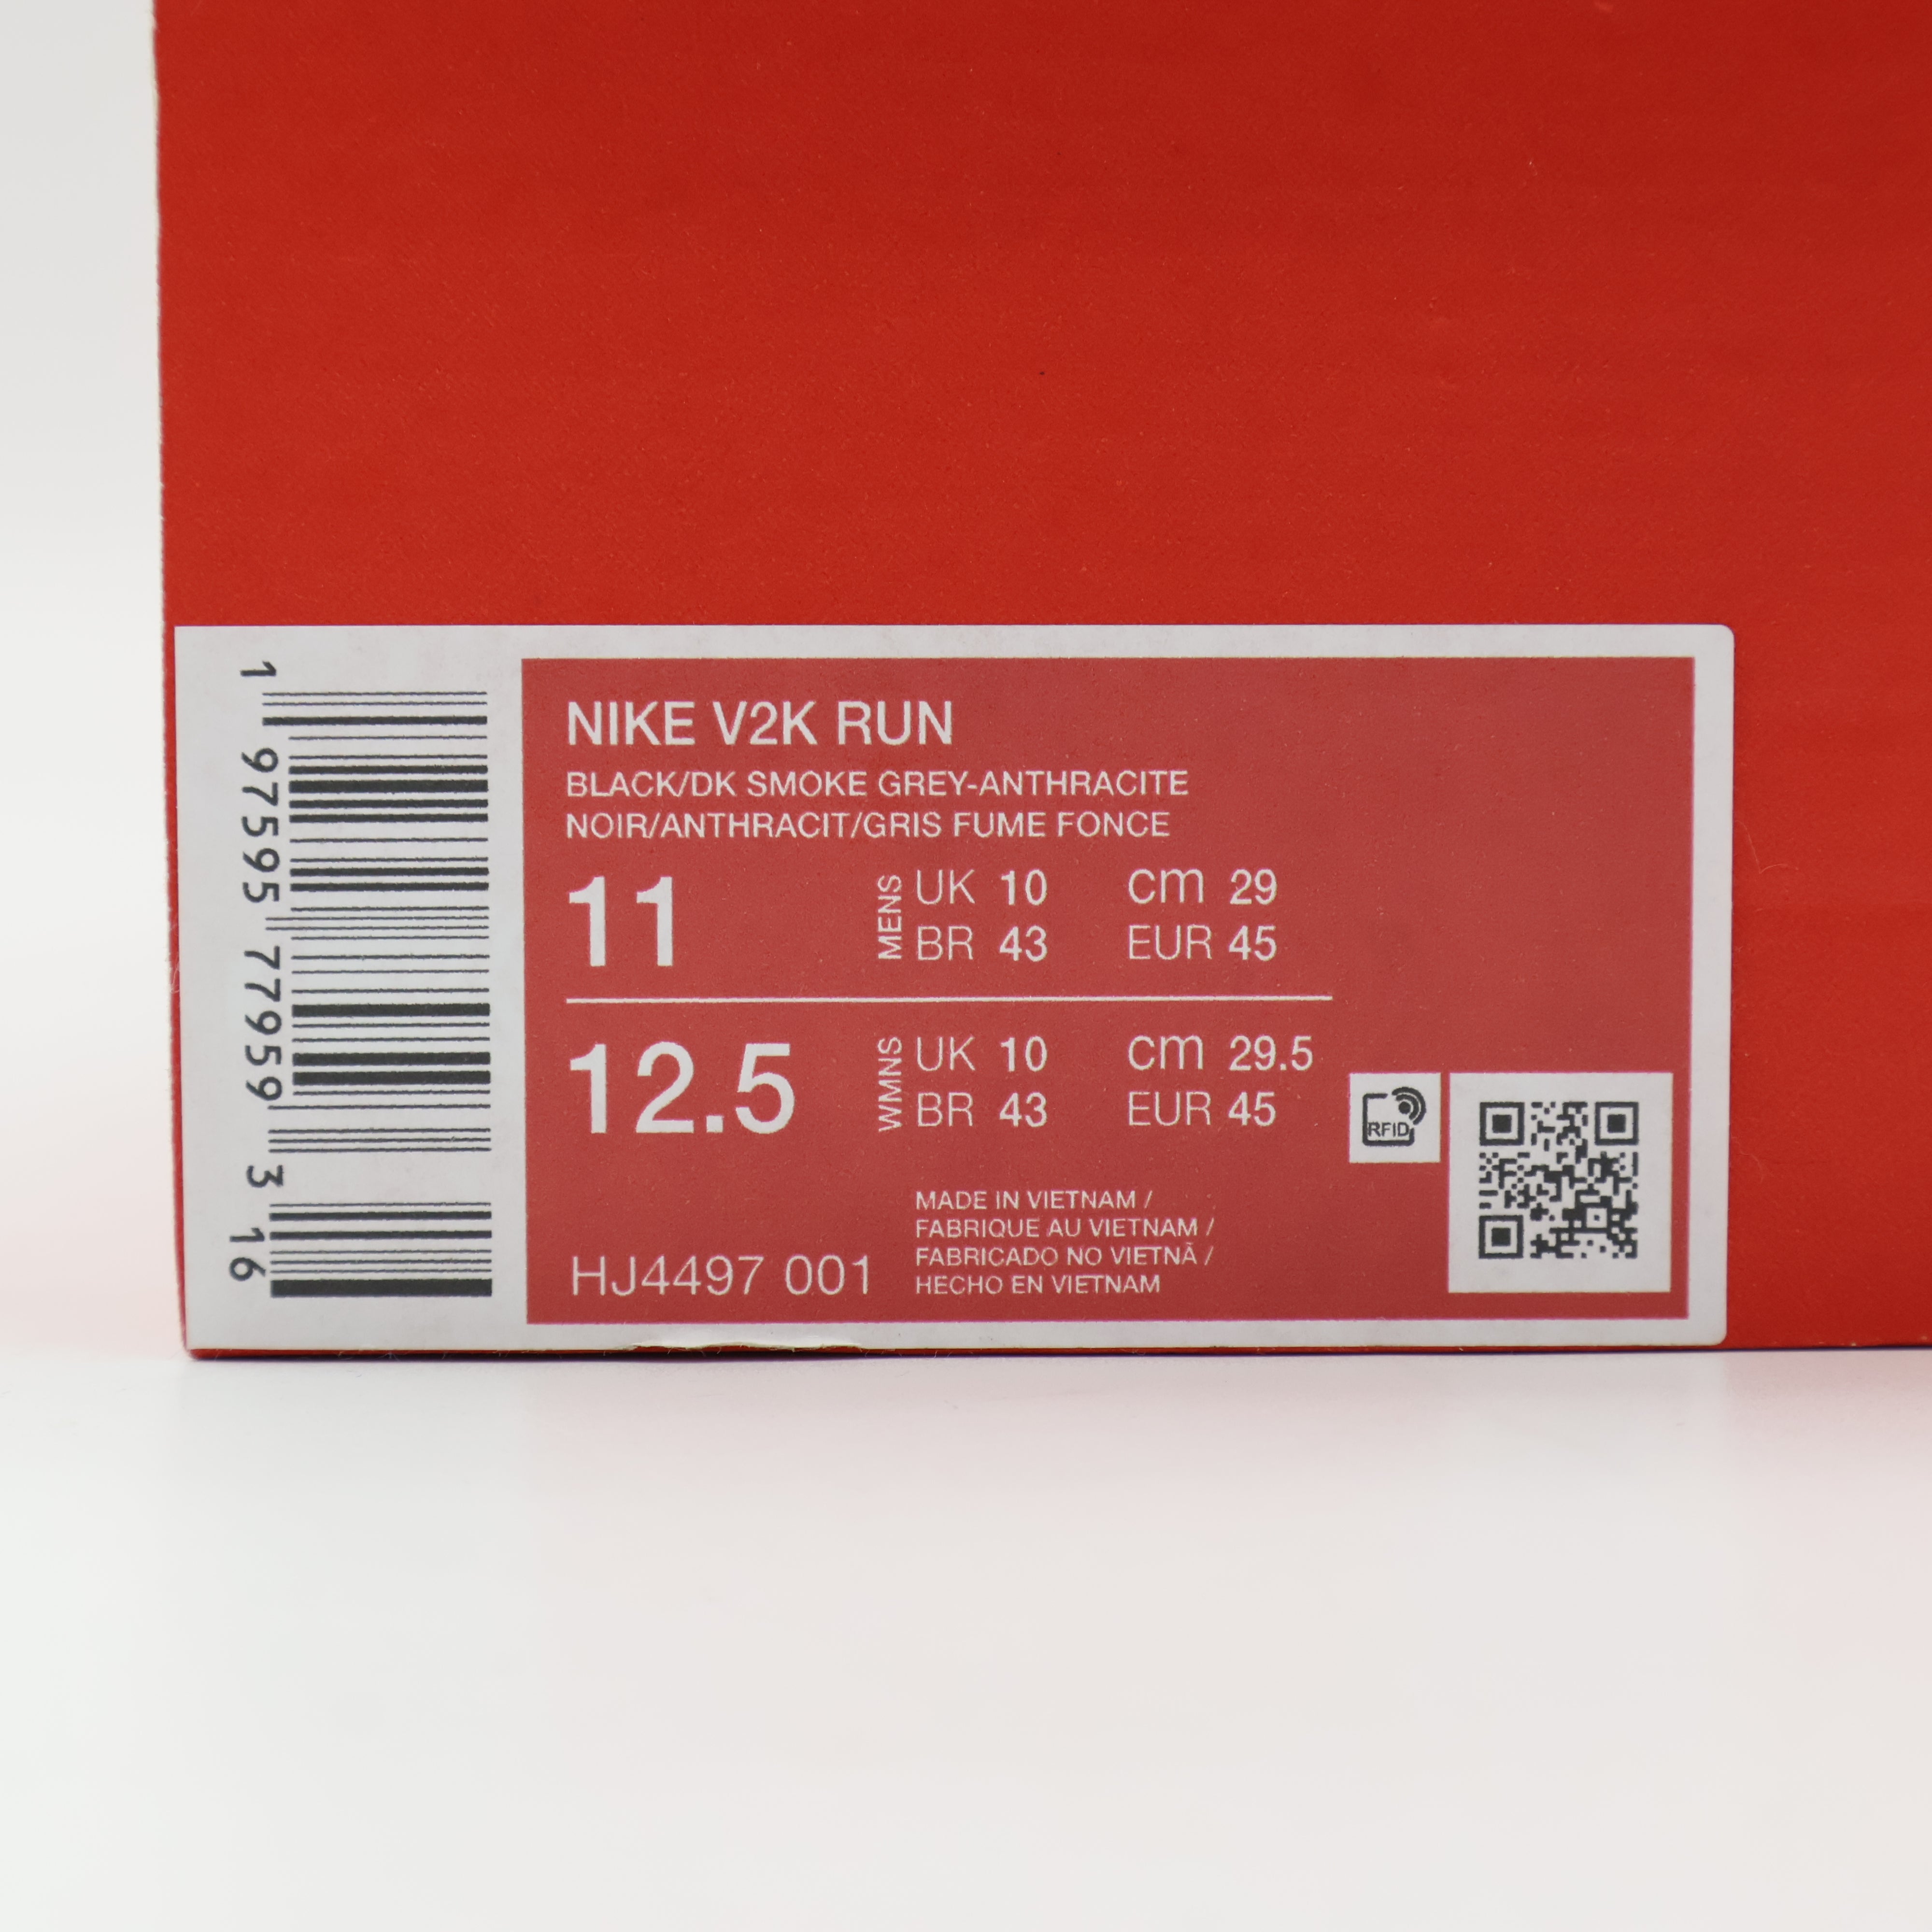 1 97595 77959 3 16
NIKE V2K RUN
BLACK/DK SMOKE GREY-ANTHRACITE
NOIR/ANTHRACIT/GRIS FUME FONCE
11
MENS
UK 10 cm 29
BR 43 EUR 45
12.5
WMNS
UK 10 cm 29.5
BR 43 EUR 45
RFID
MADE IN VIETNAM /
FABRIQUE AU VIETNAM /
FABRICADO NO VIETNÃ /
HECHO EN VIETNAM
HJ4497 001